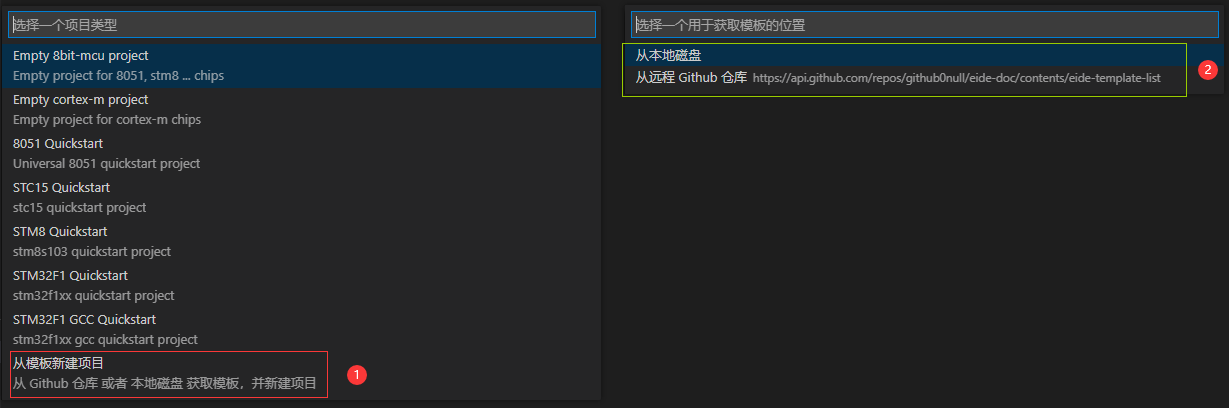 选择一个项目类型
Empty 8bit-mcu project
Empty project for 8051, stm8 ... chips
Empty cortex-m project
Empty project for cortex-m chips
8051 Quickstart
Universal 8051 quickstart project
STC15 Quickstart
stc15 quickstart project
STM8 Quickstart
stm8s103 quickstart project
STM32F1 Quickstart
stm32f1xx quickstart project
STM32F1 GCC Quickstart
stm32f1xx gcc quickstart project
从模板新建项目
从 Github 仓库 或者 本地磁盘 获取模板，并新建项目
1
选择一个用于获取模板的位置
从本地磁盘
从远程 Github 仓库 https://api.github.com/repos/github0null/eide-doc/contents/eide-template-list
2